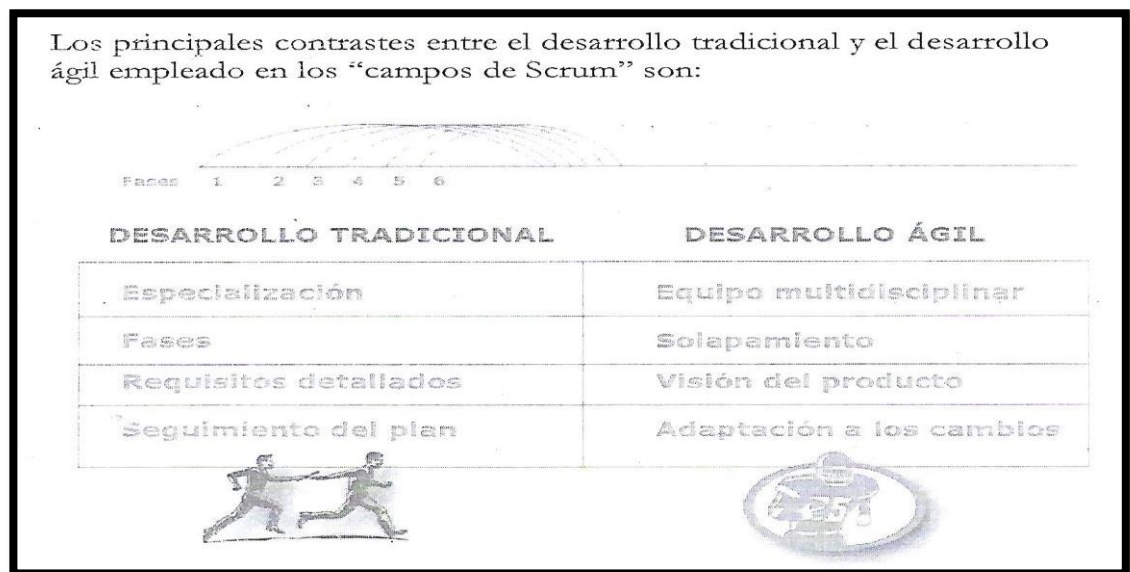 Los principales contrastes entre el desarrollo tradicional y el desarrollo
ágil empleado en los “campos de Scrum” son:
Fases 1 2 3 4 5 6
DESARROLLO TRADICIONAL DESARROLLO ÁGIL
Especialización Equipo multidisciplinar
Fases Solapamiento
Requisitos detallados Visión del producto
Seguimiento del plan Adaptación a los cambios
25